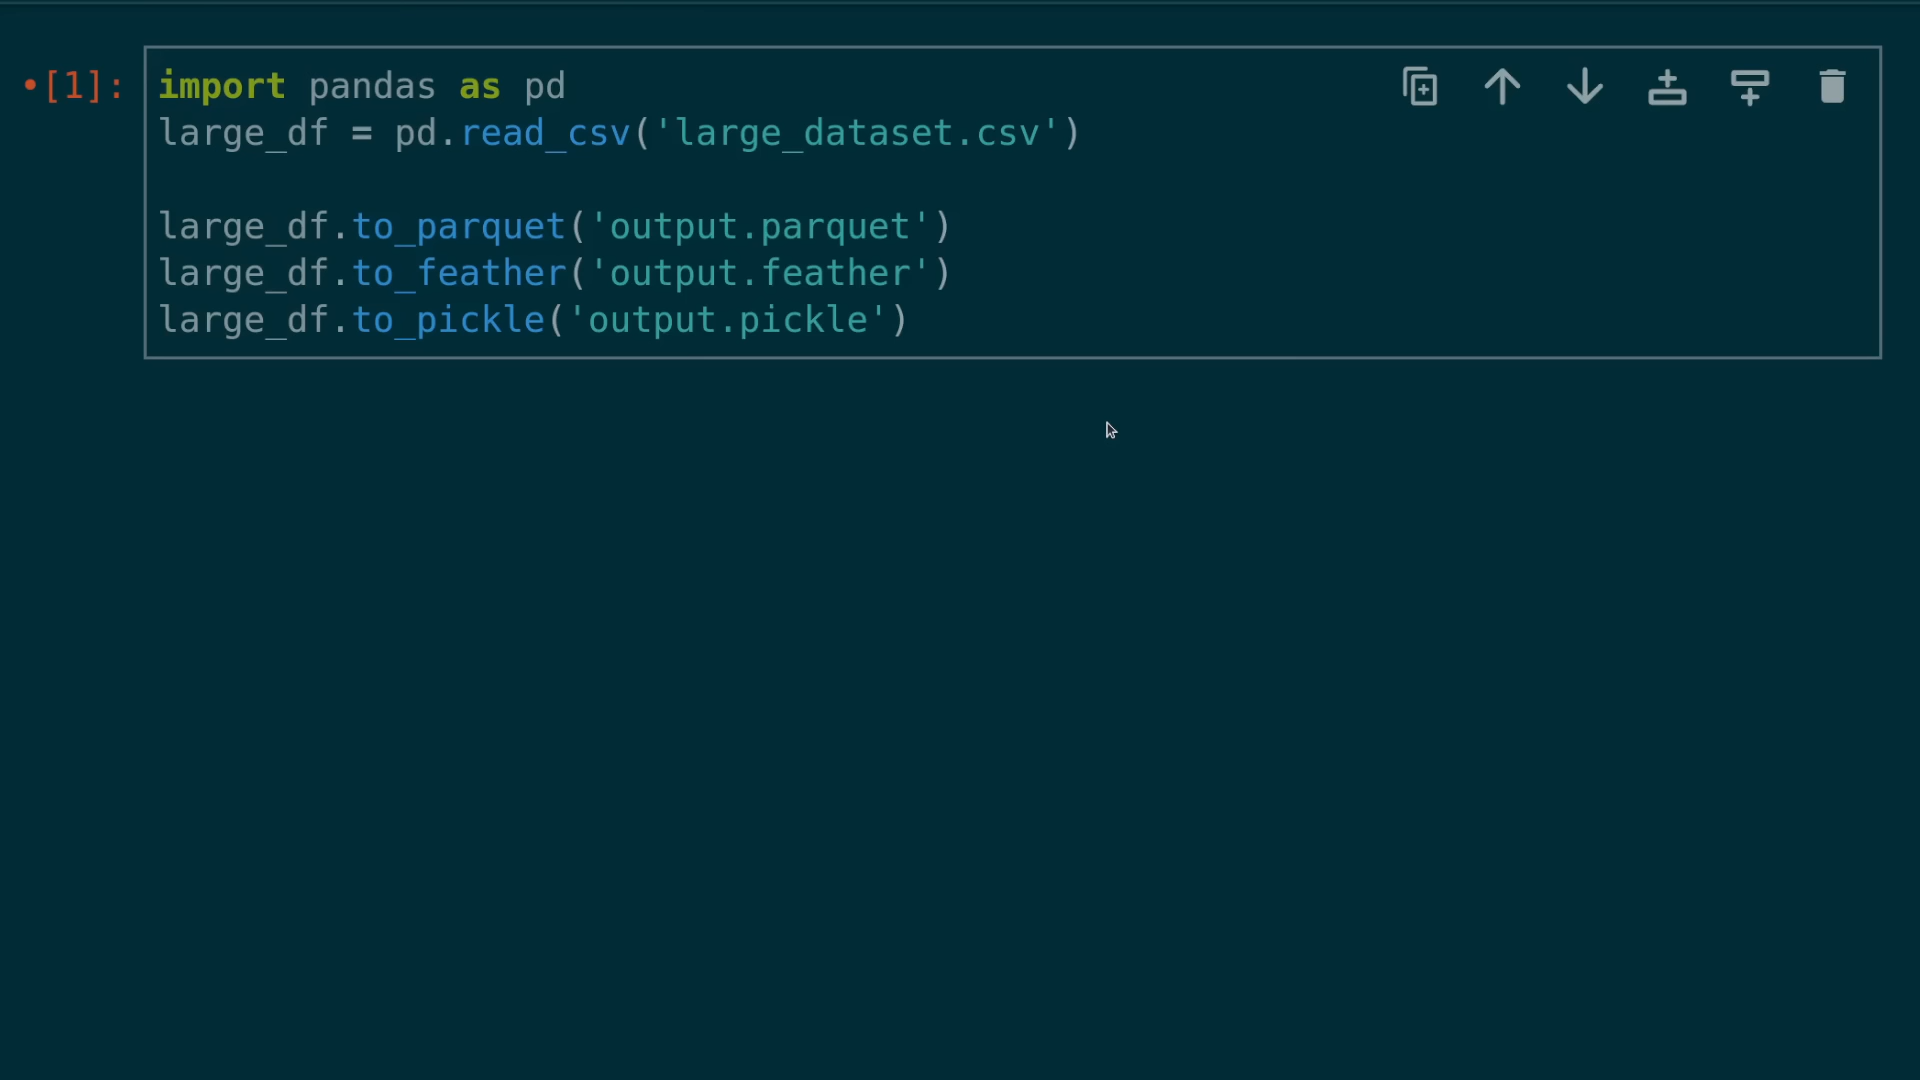 •[1]:
import pandas as pd
large_df = pd.read_csv('large_dataset.csv')
large_df.to_parquet('output.parquet')
large_df.to_feather('output.feather')
large_df.to_pickle('output.pickle')